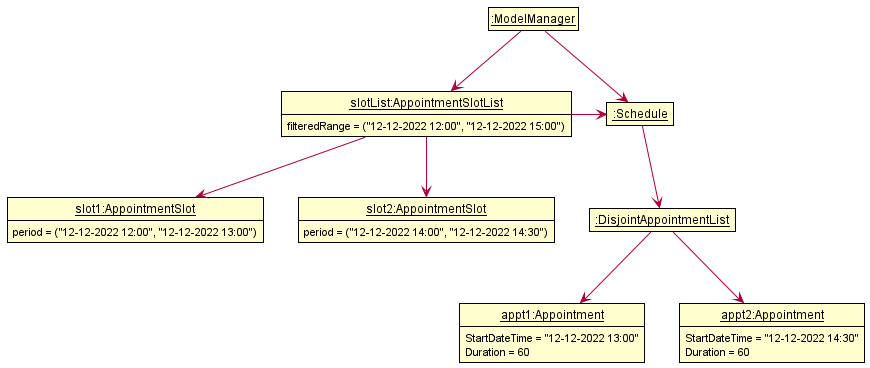 :ModelManager
slotList:AppointmentSlotList
filteredRange = ("12-12-2022 12:00", "12-12-2022 15:00")
:Schedule
slot1:AppointmentSlot
period = ("12-12-2022 12:00", "12-12-2022 13:00")
slot2:AppointmentSlot
period = ("12-12-2022 14:00", "12-12-2022 14:30")
:DisjointAppointmentList
appt1:Appointment
StartDateTime = "12-12-2022 13:00"
Duration = 60
appt2:Appointment
StartDateTime = "12-12-2022 14:30"
Duration = 60